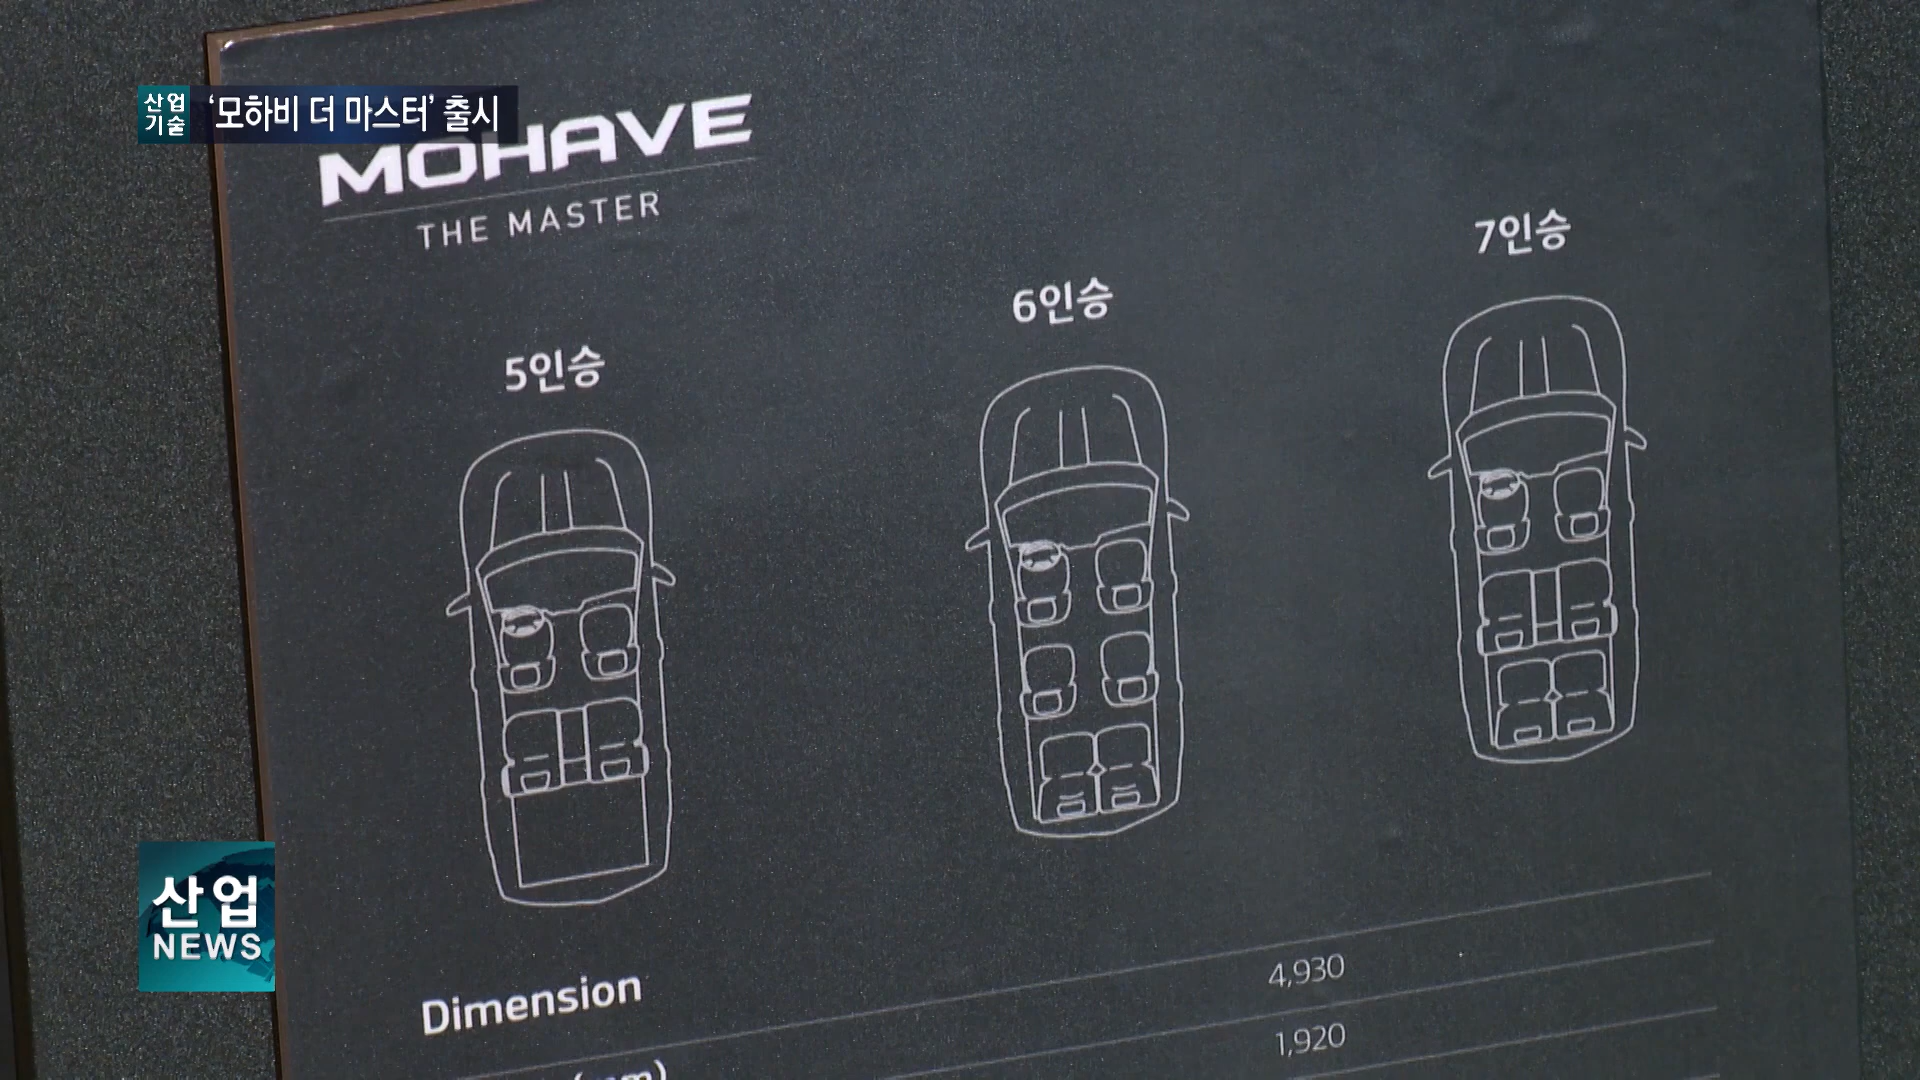 산업
기술
'모하비 더 마스터' 출시
MOHAVE
THE MASTER
5인승
6인승
7인승
산업
NEWS
Dimension
4,930
1,920
(mm)